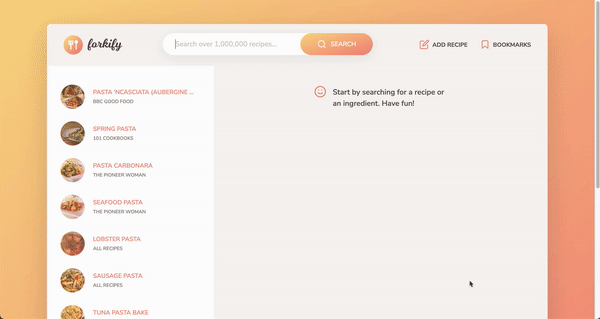 forkify
Search over 1,000,000 recipes...
SEARCH
ADD RECIPE
BOOKMARKS
PASTA 'NCASCIATA (AUBERGINE ...
BBC GOOD FOOD
SPRING PASTA
101 COOKBOOKS
PASTA CARBONARA
THE PIONEER WOMAN
SEAFOOD PASTA
THE PIONEER WOMAN
LOBSTER PASTA
ALL RECIPES
SAUSAGE PASTA
ALL RECIPES
TUNA PASTA BAKE
Start by searching for a recipe or
an ingredient. Have fun!